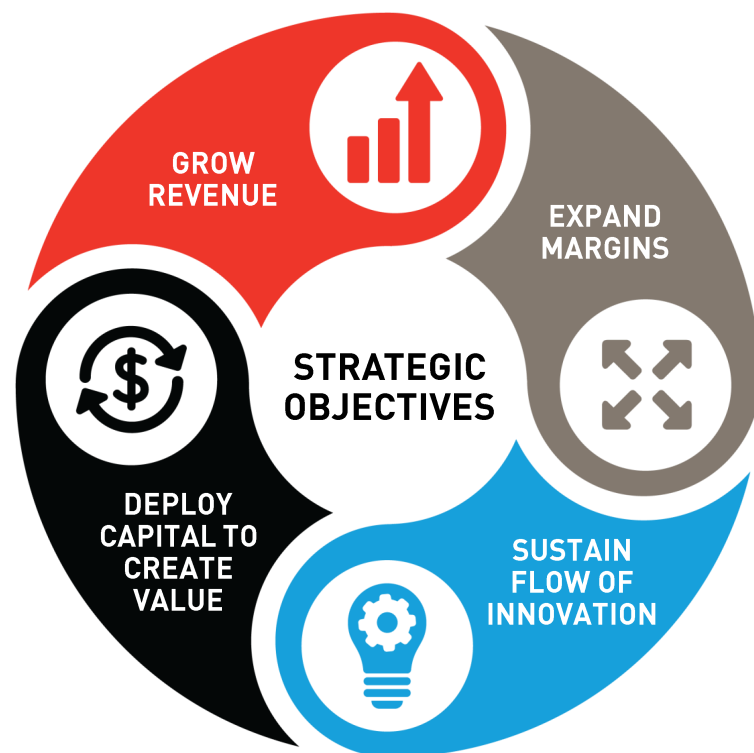 GROW
REVENUE
EXPAND
MARGINS
STRATEGIC
OBJECTIVES
$
DEPLOY
CAPITAL TO
CREATE
VALUE
SUSTAIN
FLOW OF
INNOVATION